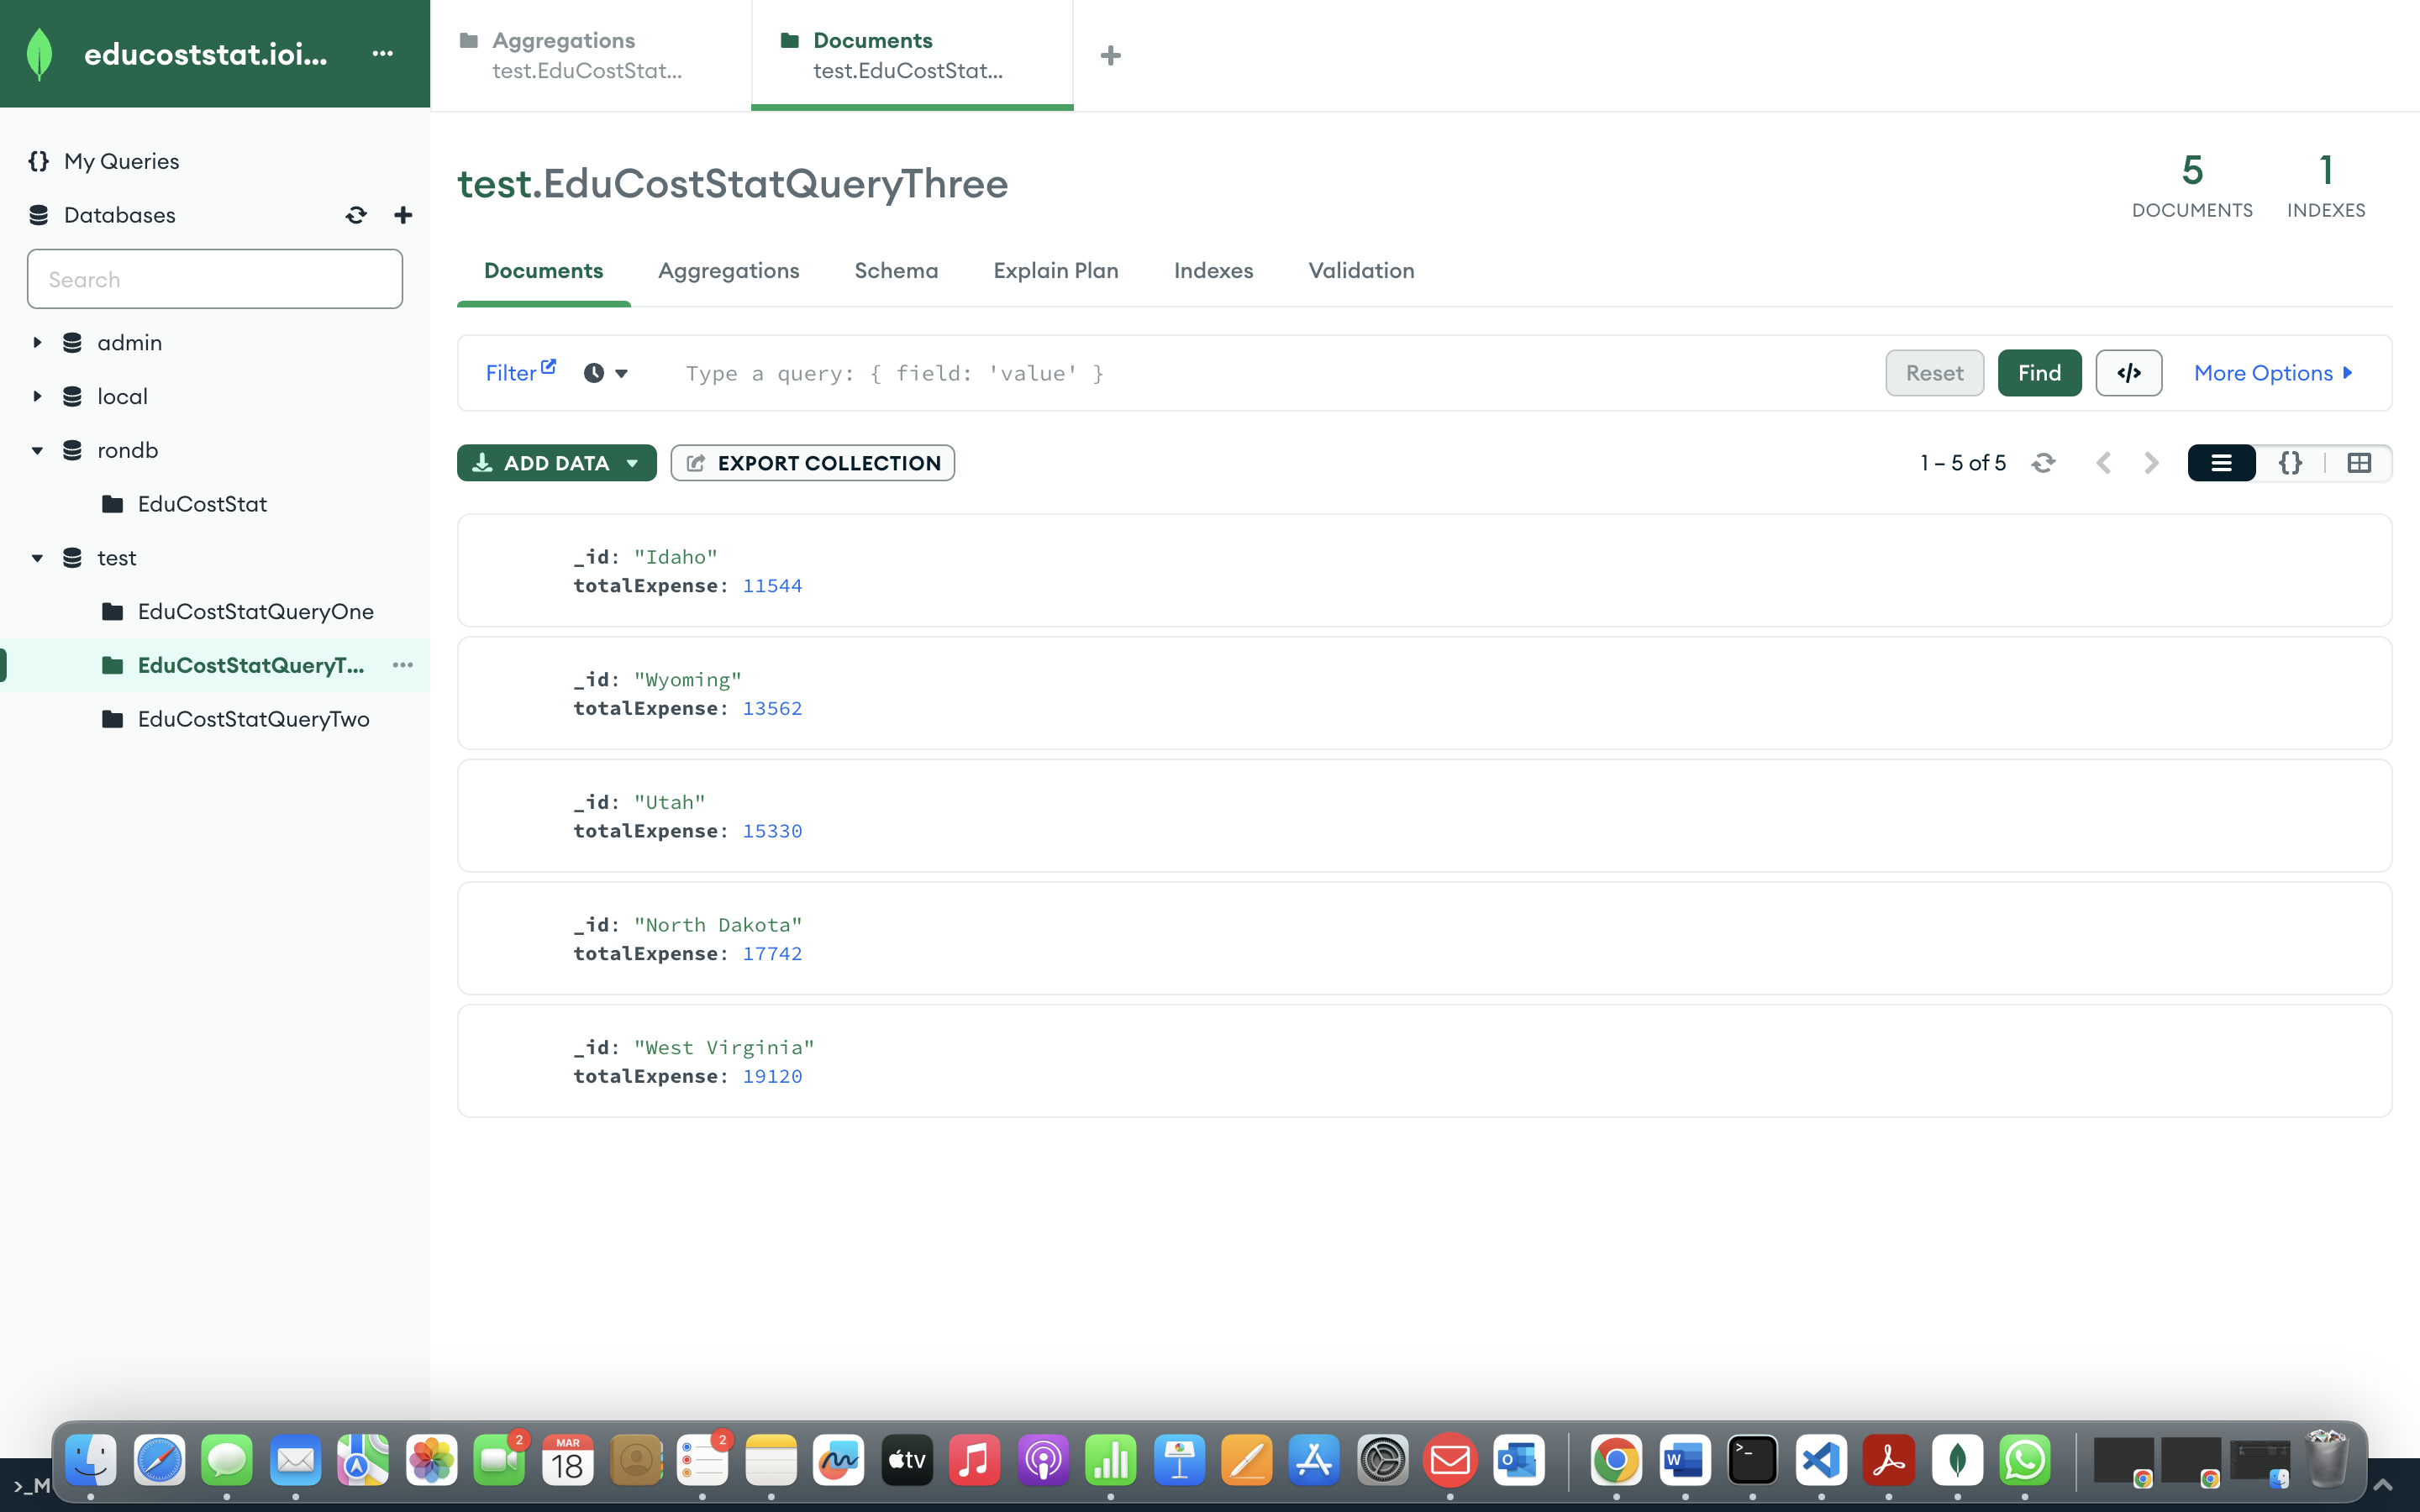 educoststat.ioi...
Aggregations
test.EduCostStat...
Documents
test.EduCostStat...
My Queries
Databases
Search
admin
local
rondb
EduCostStat
test
EduCostStatQueryOne
EduCostStatQueryT...
EduCostStatQueryTwo
test.EduCostStatQueryThree
5
DOCUMENTS
1
INDEXES
Documents Aggregations Schema Explain Plan Indexes Validation
Filter Type a query: { field: 'value' } Reset Find </> More Options
ADD DATA EXPORT COLLECTION 1 – 5 of 5 {}
_id: "Idaho"
totalExpense: 11544
_id: "Wyoming"
totalExpense: 13562
_id: "Utah"
totalExpense: 15330
_id: "North Dakota"
totalExpense: 17742
_id: "West Virginia"
totalExpense: 19120
>_M
2
MAR
18
2
tv
O
W
>_